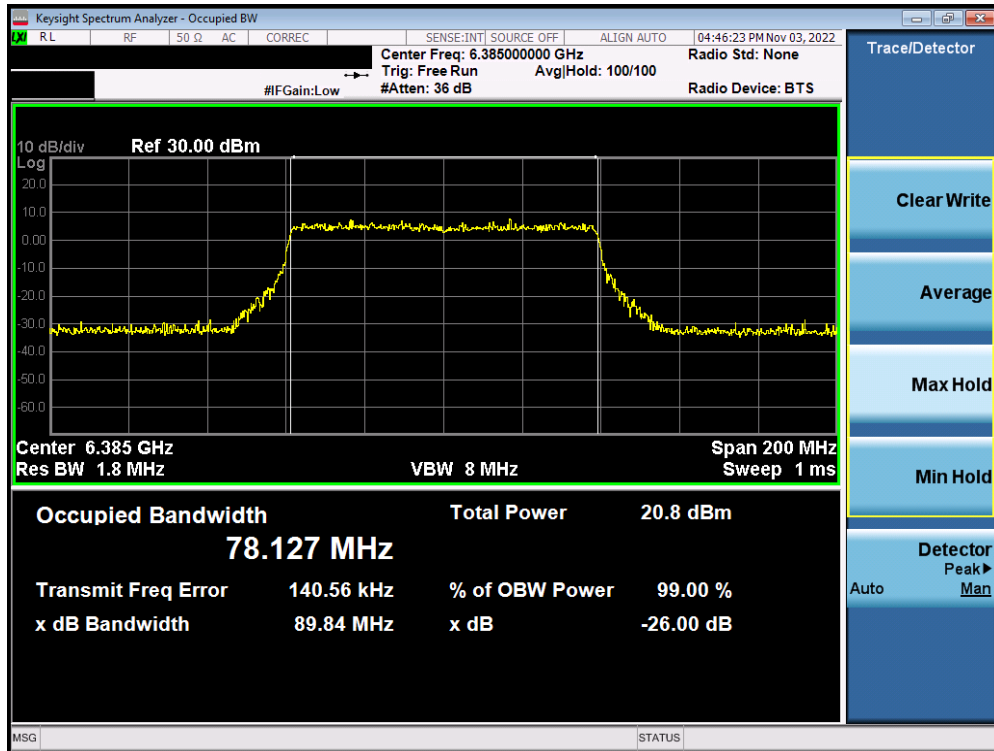 Keysight Spectrum Analyzer - Occupied BW
LXI RL RF 50 Ω AC CORREC SENSE:INT SOURCE OFF ALIGN AUTO 04:46:23 PM Nov 03, 2022
Center Freq: 6.385000000 GHz Radio Std: None
Trig: Free Run Avg|Hold: 100/100
#IFGain:Low #Atten: 36 dB Radio Device: BTS
Trace/Detector
10 dB/div Ref 30.00 dBm
Log
20.0
10.0
0.00
-10.0
-20.0
-30.0
-40.0
-50.0
-60.0
Center 6.385 GHz Span 200 MHz
Res BW 1.8 MHz VBW 8 MHz Sweep 1 ms
Occupied Bandwidth Total Power 20.8 dBm
78.127 MHz
Transmit Freq Error 140.56 kHz % of OBW Power 99.00 %
x dB Bandwidth 89.84 MHz x dB -26.00 dB
Clear Write
Average
Max Hold
Min Hold
Detector
Peak▶
Auto Man
MSG STATUS